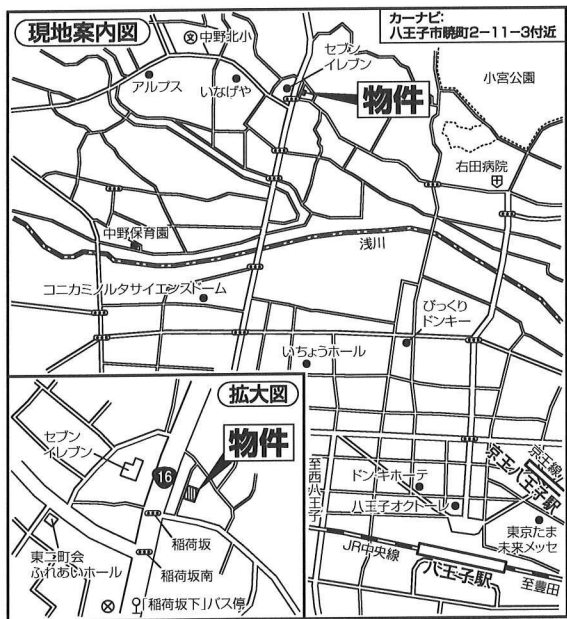 現地案内図
カーナビ:
八王子市暁町2-11-3付近
中野北小
セブン
イレブン
小宮公園
アルプス
いなげや
物件
右田病院
中野保育園
浅川
コニカミノルタサイエンスドーム
びっくり
ドンキー
いちょうホール
拡大図
物件
セブン
イレブン
16
稲荷坂
東二町会
ふれあいホール
稲荷坂南
「稲荷坂下」バス停
至西八王子
ドン・キホーテ
八王子オクトーレ
京王線
京王八王子駅
東京たま
未来メッセ
JR中央線
八王子駅
至豊田